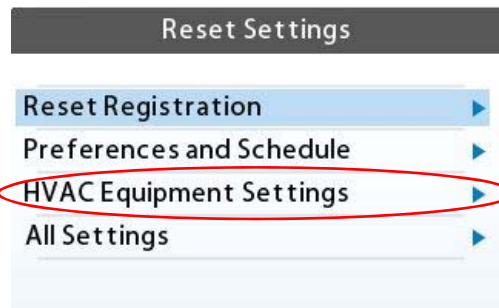 Reset Settings
Reset Registration
Preferences and Schedule
HVAC Equipment Settings
All Settings